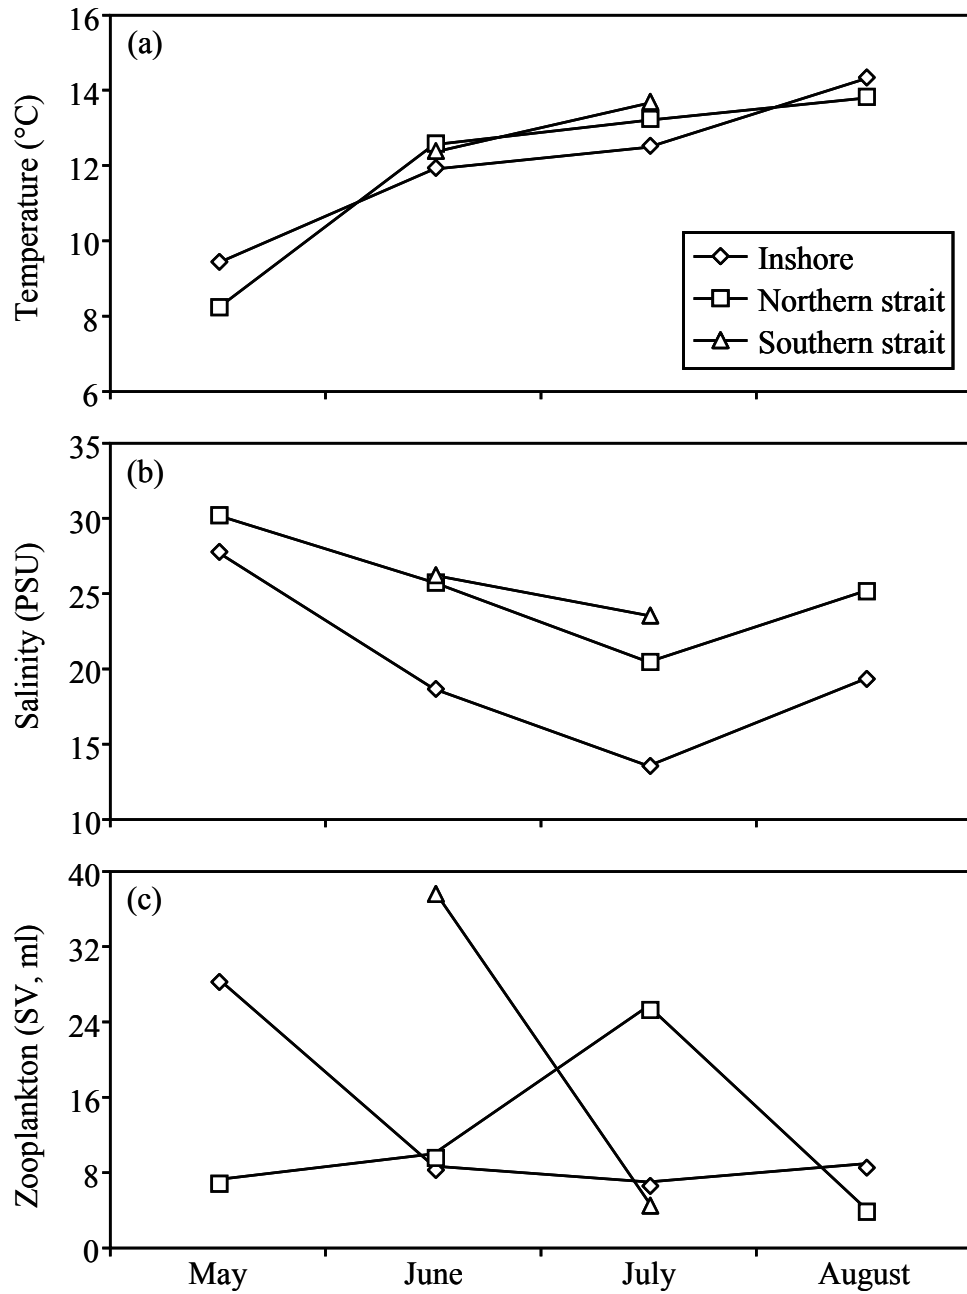 (a)
Temperature (°C)
16
14
12
10
8
6
Inshore
Northern strait
Southern strait
(b)
Salinity (PSU)
35
30
25
20
15
10
(c)
Zooplankton (SV, ml)
40
32
24
16
8
0
May June July August